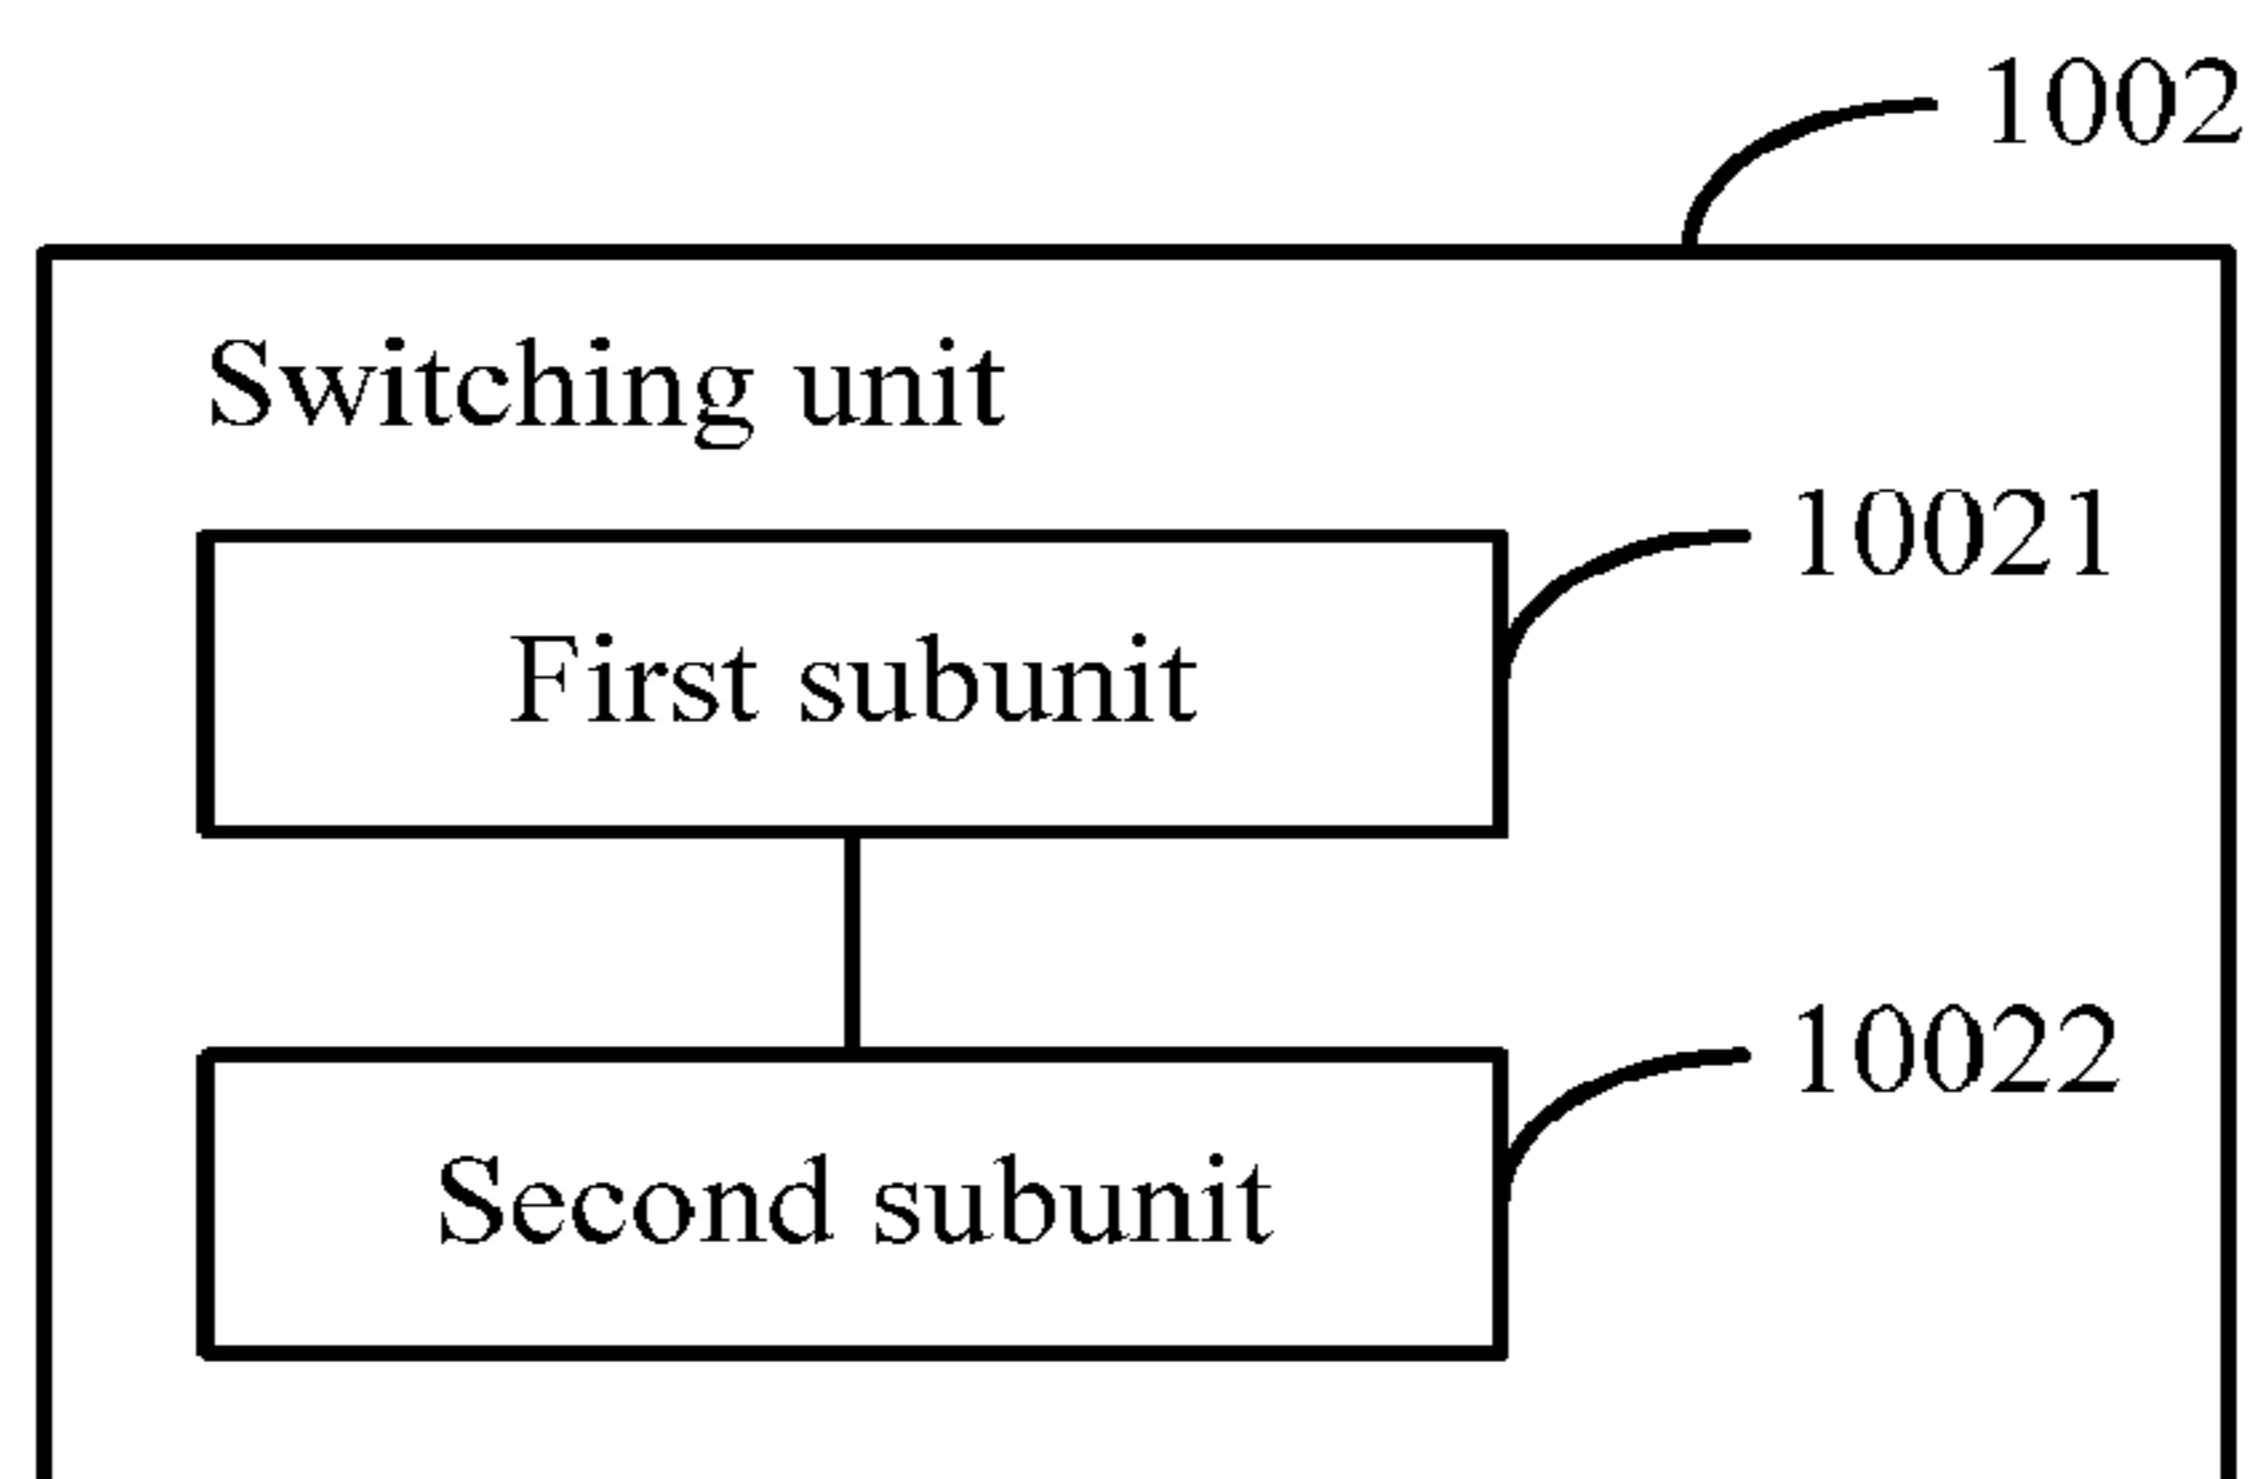 1002
Switching unit
10021
First subunit
10022
Second subunit